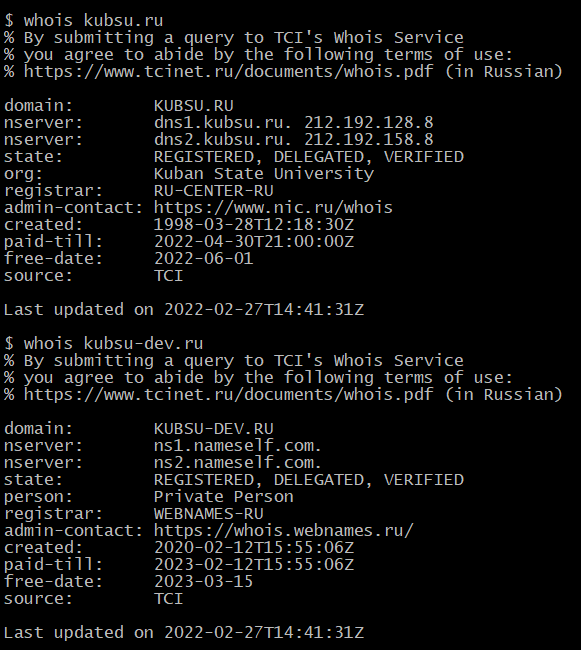 $ whois kubsu.ru
% By submitting a query to TCI's Whois Service
% you agree to abide by the following terms of use:
% https://www.tcinet.ru/documents/whois.pdf (in Russian)
domain:        KUBSU.RU
nserver:       dns1.kubsu.ru. 212.192.128.8
nserver:       dns2.kubsu.ru. 212.192.158.8
state:         REGISTERED, DELEGATED, VERIFIED
org:           Kuban State University
registrar:     RU-CENTER-RU
admin-contact: https://www.nic.ru/whois
created:       1998-03-28T12:18:30Z
paid-till:     2022-04-30T21:00:00Z
free-date:     2022-06-01
source:        TCI
Last updated on 2022-02-27T14:41:31Z
$ whois kubsu-dev.ru
% By submitting a query to TCI's Whois Service
% you agree to abide by the following terms of use:
% https://www.tcinet.ru/documents/whois.pdf (in Russian)
domain:        KUBSU-DEV.RU
nserver:       ns1.nameself.com.
nserver:       ns2.nameself.com.
state:         REGISTERED, DELEGATED, VERIFIED
person:        Private Person
registrar:     WEBNAMES-RU
admin-contact: https://whois.webnames.ru/
created:       2020-02-12T15:55:06Z
paid-till:     2023-02-12T15:55:06Z
free-date:     2023-03-15
source:        TCI
Last updated on 2022-02-27T14:41:31Z